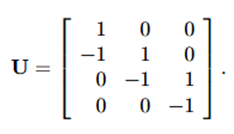 1 0 0
−1 1 0
U = 0 −1 1 .
0 0 −1